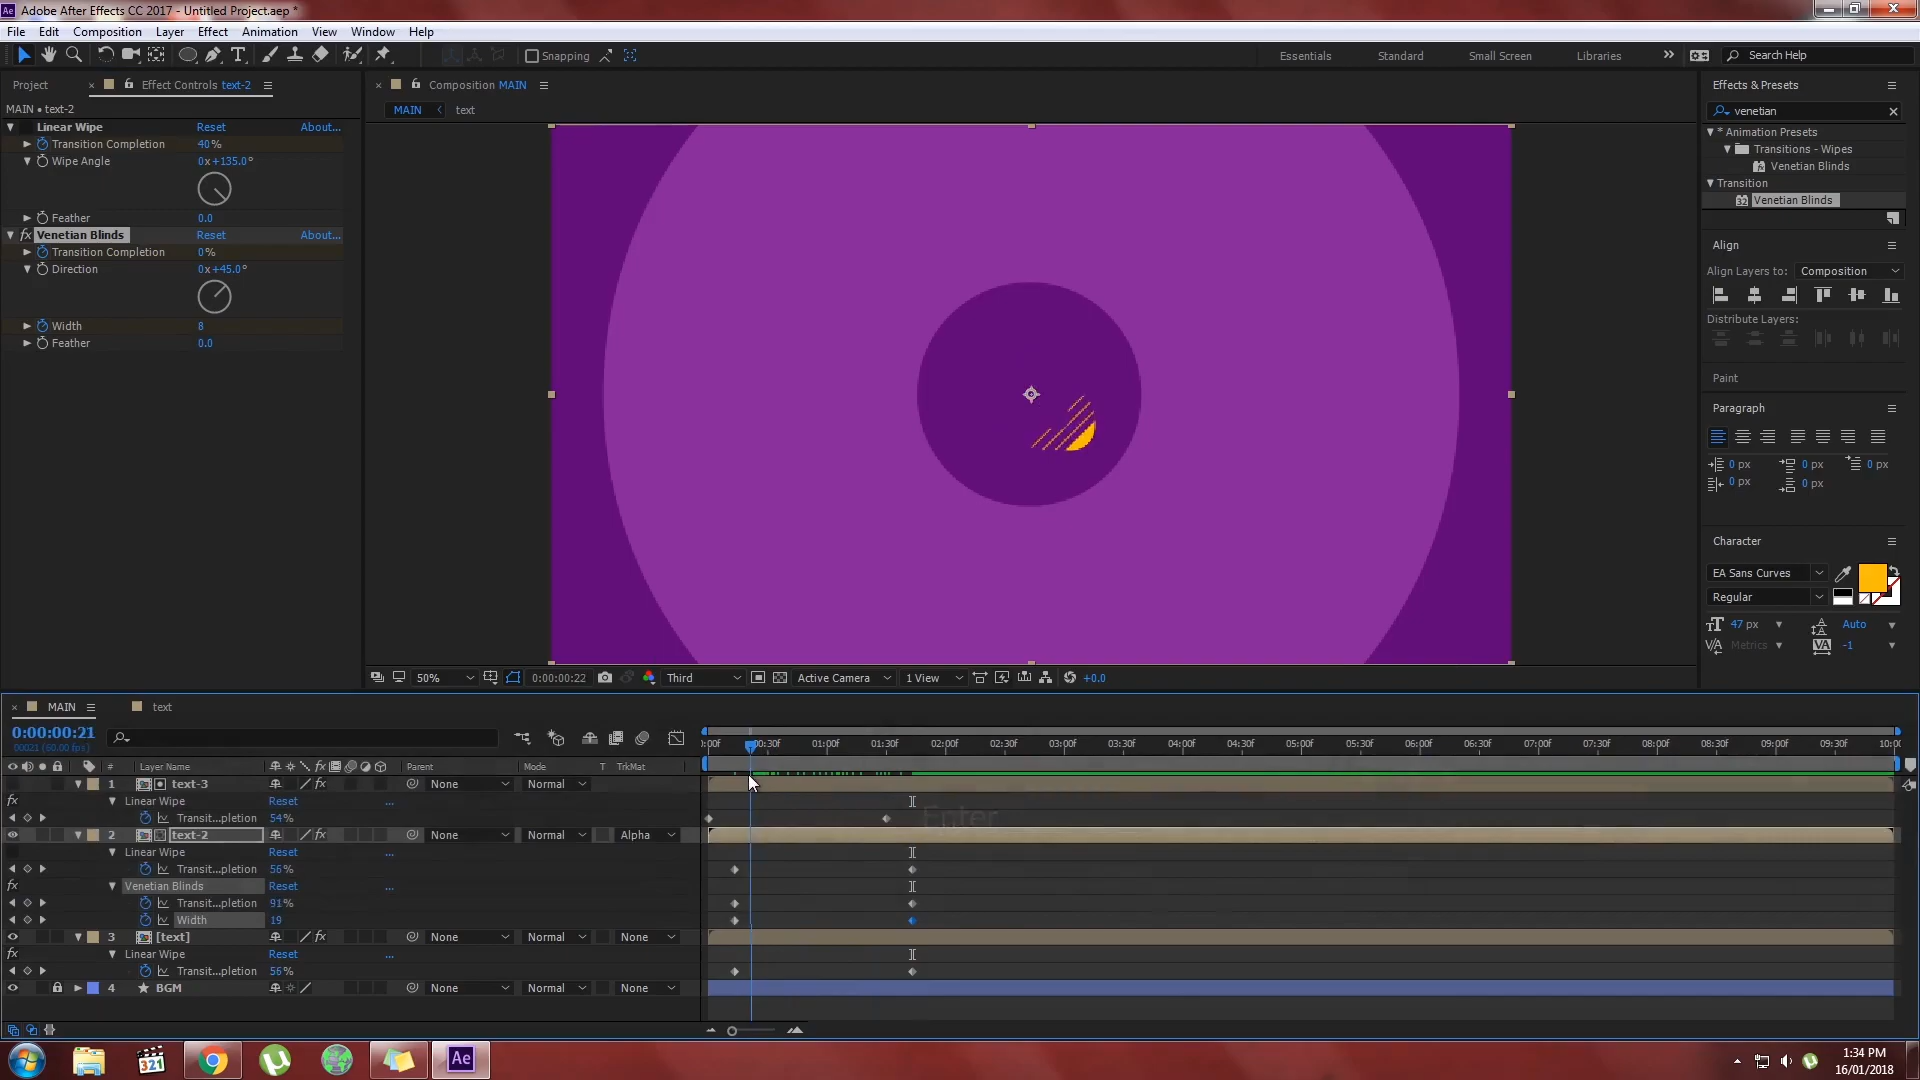 Adobe After Effects CC 2017 - Untitled Project.aep *
File Edit Composition Layer Effect Animation View Window Help
Snapping Essentials Standard Small Screen Libraries Search Help
Project Effect Controls text-2
MAIN • text-2
Linear Wipe Reset About...
Transition Completion 40%
Wipe Angle 0x+135.0°
Feather 0.0
fx Venetian Blinds Reset About...
Transition Completion 0%
Direction 0x+45.0°
Width 8
Feather 0.0
Composition MAIN
MAIN text
50% 0:00:00:22 Third Active Camera 1 View +0.0
Effects & Presets
venetian
* Animation Presets
Transitions - Wipes
Venetian Blinds
Transition
32 Venetian Blinds
Align
Align Layers to: Composition
Distribute Layers:
Paint
Paragraph
0 px 0 px 0 px
0 px 0 px
Character
EA Sans Curves
Regular
47 px Auto
Metrics -1
MAIN text
0:00:00:21
00021 (60.00 fps)
:00f 00:30f 01:00f 01:30f 02:00f 02:30f 03:00f 03:30f 04:00f 04:30f 05:00f 05:30f 06:00f 06:30f 07:00f 07:30f 08:00f 08:30f 09:00f 09:30f 10:00
# Layer Name Parent Mode T TrkMat
1 text-3 None Normal
Linear Wipe Reset ...
Transit...pletion 54%
Enter
2 text-2 None Normal Alpha
Linear Wipe Reset ...
Transit...pletion 56%
Venetian Blinds Reset ...
Transit...pletion 91%
Width 19
3 [text] None Normal None
Linear Wipe Reset ...
Transit...pletion 56%
4 BGM None Normal None
321 Ae
1:34 PM
16/01/2018